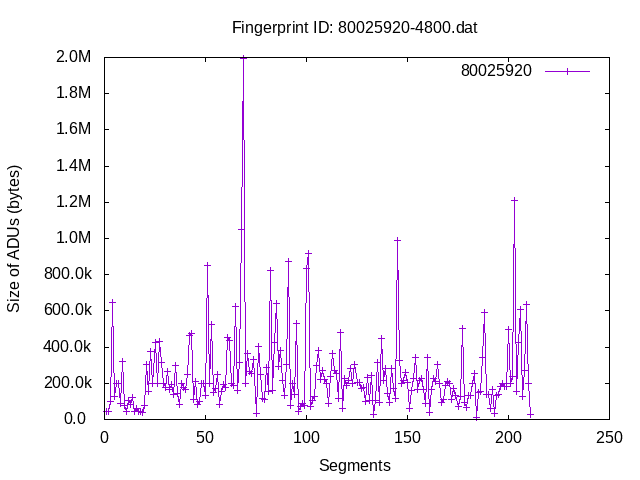 Fingerprint ID: 80025920-4800.dat
80025920
2.0M
1.8M
1.6M
1.4M
1.2M
1.0M
800.0k
600.0k
400.0k
200.0k
0.0
Size of ADUs (bytes)
0 50 100 150 200 250
Segments